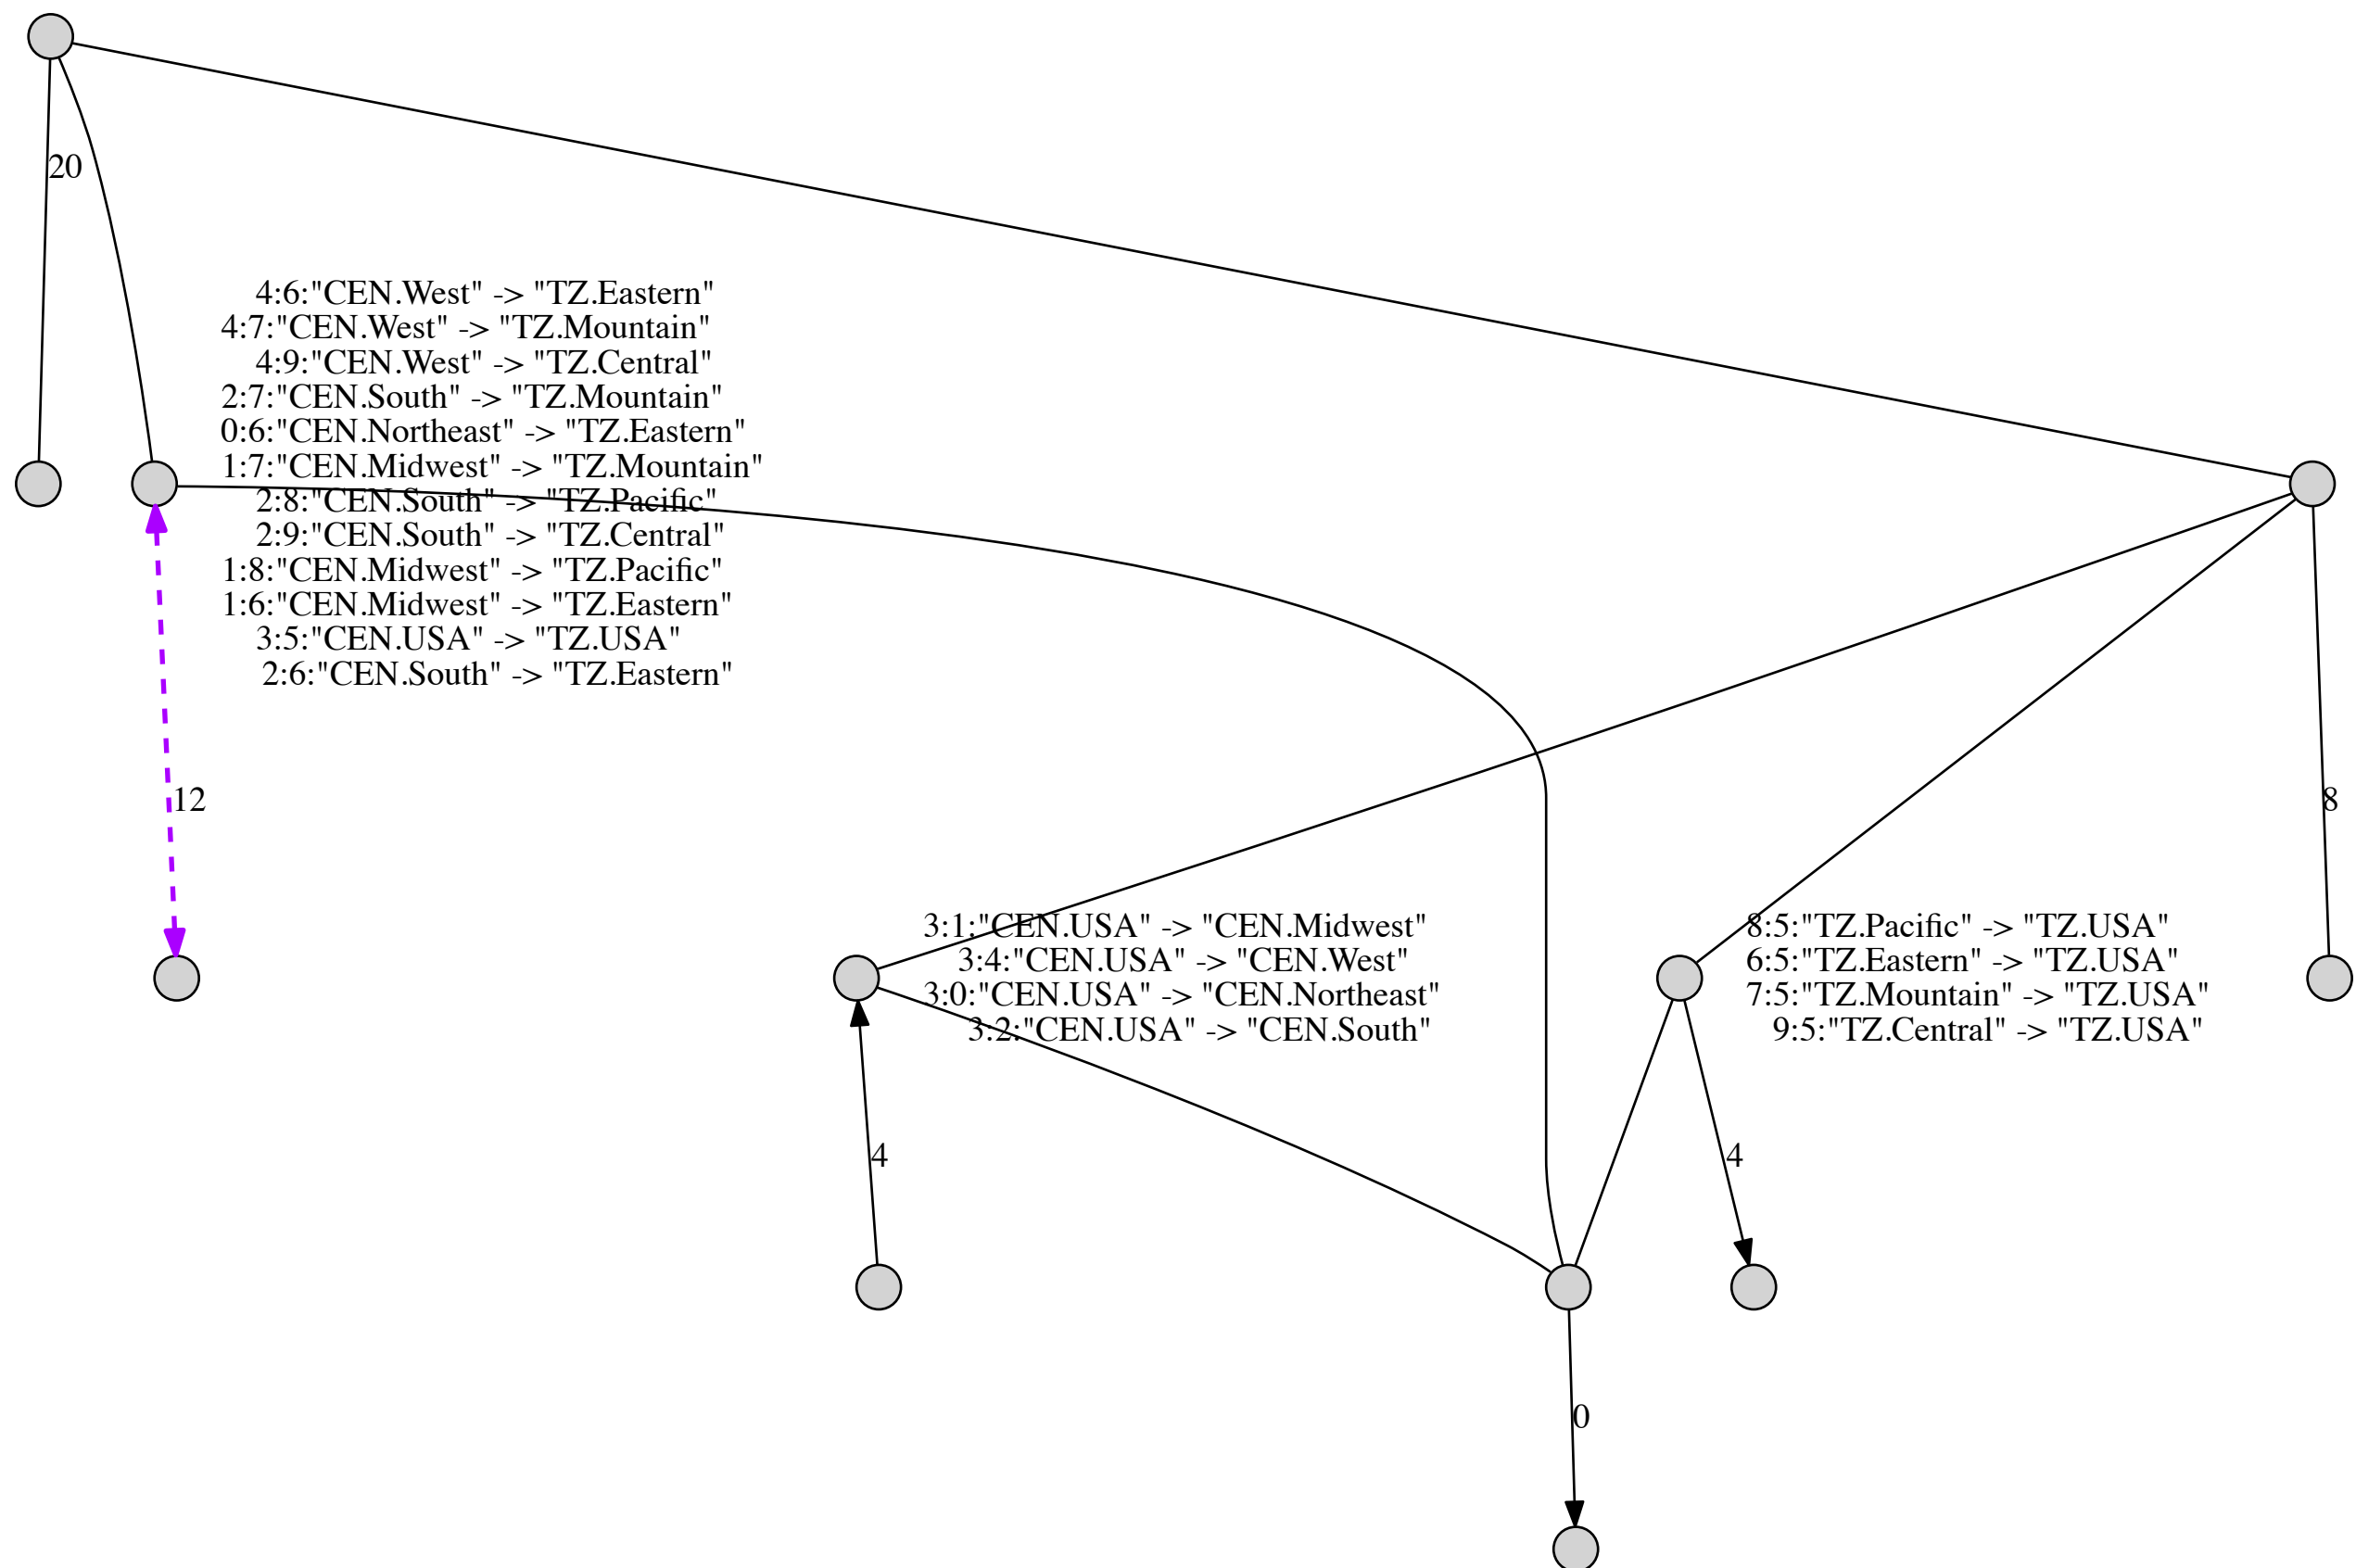 20
4:6:"CEN.West" -> "TZ.Eastern"
4:7:"CEN.West" -> "TZ.Mountain"
4:9:"CEN.West" -> "TZ.Central"
2:7:"CEN.South" -> "TZ.Mountain"
0:6:"CEN.Northeast" -> "TZ.Eastern"
1:7:"CEN.Midwest" -> "TZ.Mountain"
2:8:"CEN.South" -> "TZ.Pacific"
2:9:"CEN.South" -> "TZ.Central"
1:8:"CEN.Midwest" -> "TZ.Pacific"
1:6:"CEN.Midwest" -> "TZ.Eastern"
3:5:"CEN.USA" -> "TZ.USA"
2:6:"CEN.South" -> "TZ.Eastern"
12
8
3:1:"CEN.USA" -> "CEN.Midwest"
3:4:"CEN.USA" -> "CEN.West"
3:0:"CEN.USA" -> "CEN.Northeast"
3:2:"CEN.USA" -> "CEN.South"
8:5:"TZ.Pacific" -> "TZ.USA"
6:5:"TZ.Eastern" -> "TZ.USA"
7:5:"TZ.Mountain" -> "TZ.USA"
9:5:"TZ.Central" -> "TZ.USA"
4
4
0